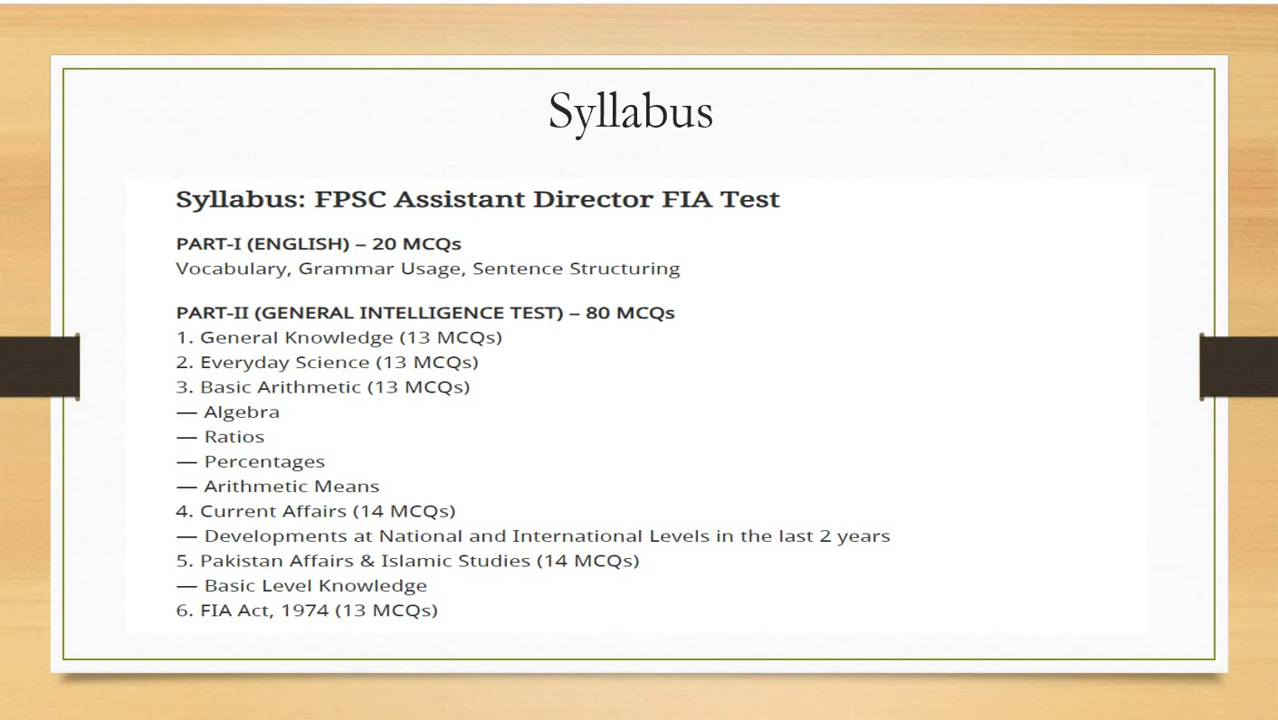 Syllabus
Syllabus: FPSC Assistant Director FIA Test
PART-I (ENGLISH) – 20 MCQs
Vocabulary, Grammar Usage, Sentence Structuring
PART-II (GENERAL INTELLIGENCE TEST) – 80 MCQs
1. General Knowledge (13 MCQs)
2. Everyday Science (13 MCQs)
3. Basic Arithmetic (13 MCQs)
— Algebra
— Ratios
— Percentages
— Arithmetic Means
4. Current Affairs (14 MCQs)
— Developments at National and International Levels in the last 2 years
5. Pakistan Affairs & Islamic Studies (14 MCQs)
— Basic Level Knowledge
6. FIA Act, 1974 (13 MCQs)